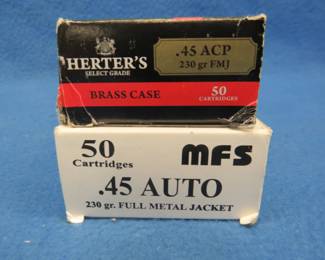 HERTER'S
SELECT GRADE
.45 ACP
230 gr FMJ
BRASS CASE
50
CARTRIDGES
50
Cartridges
MFS
.45 AUTO
230 gr. FULL METAL JACKET